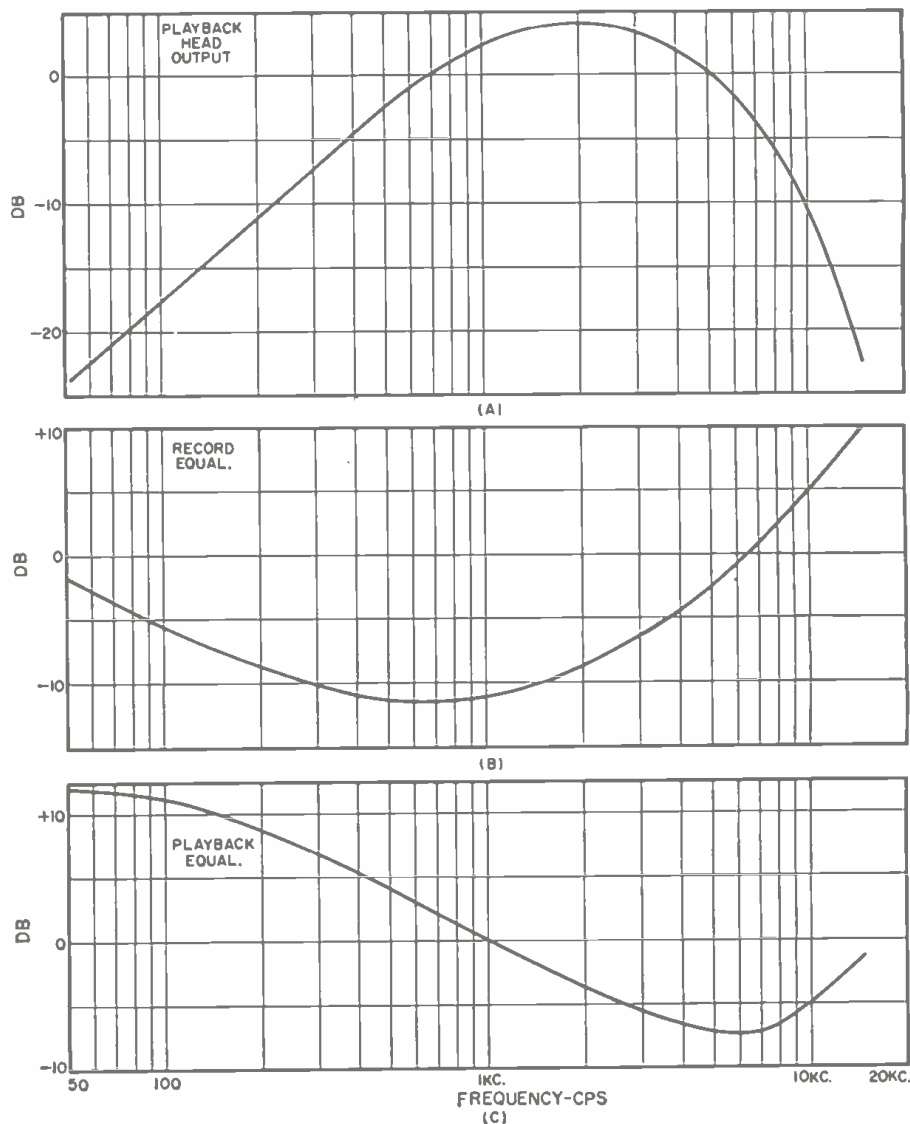 PLAYBACK
HEAD
OUTPUT
0
DB
-10
-20
(A)
+10
RECORD
EQUAL.
0
DB
-10
(B)
+10
PLAYBACK
EQUAL.
0
DB
-10
50 100 1KC. 10KC. 20KC.
FREQUENCY-CPS
(C)